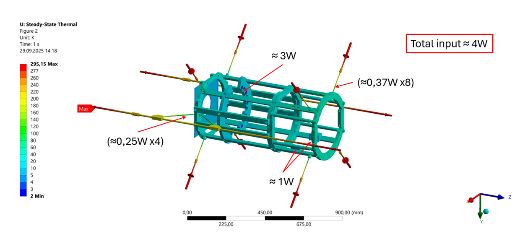 U: Steady-State Thermal
Figure 2
Unit: K
Time: 1 s
29.09.2025 14:18
295.15 Max
277
260
240
220
200
180
160
140
120
100
80
60
40
20
10
5
4
3
2 Min
Total input ≈ 4W
≈ 3W
(≈0,37W x8)
Max
(≈0,25W x4)
≈ 1W
0,00
450,00
900,00 (mm)
225,00
675,00
Z
Y